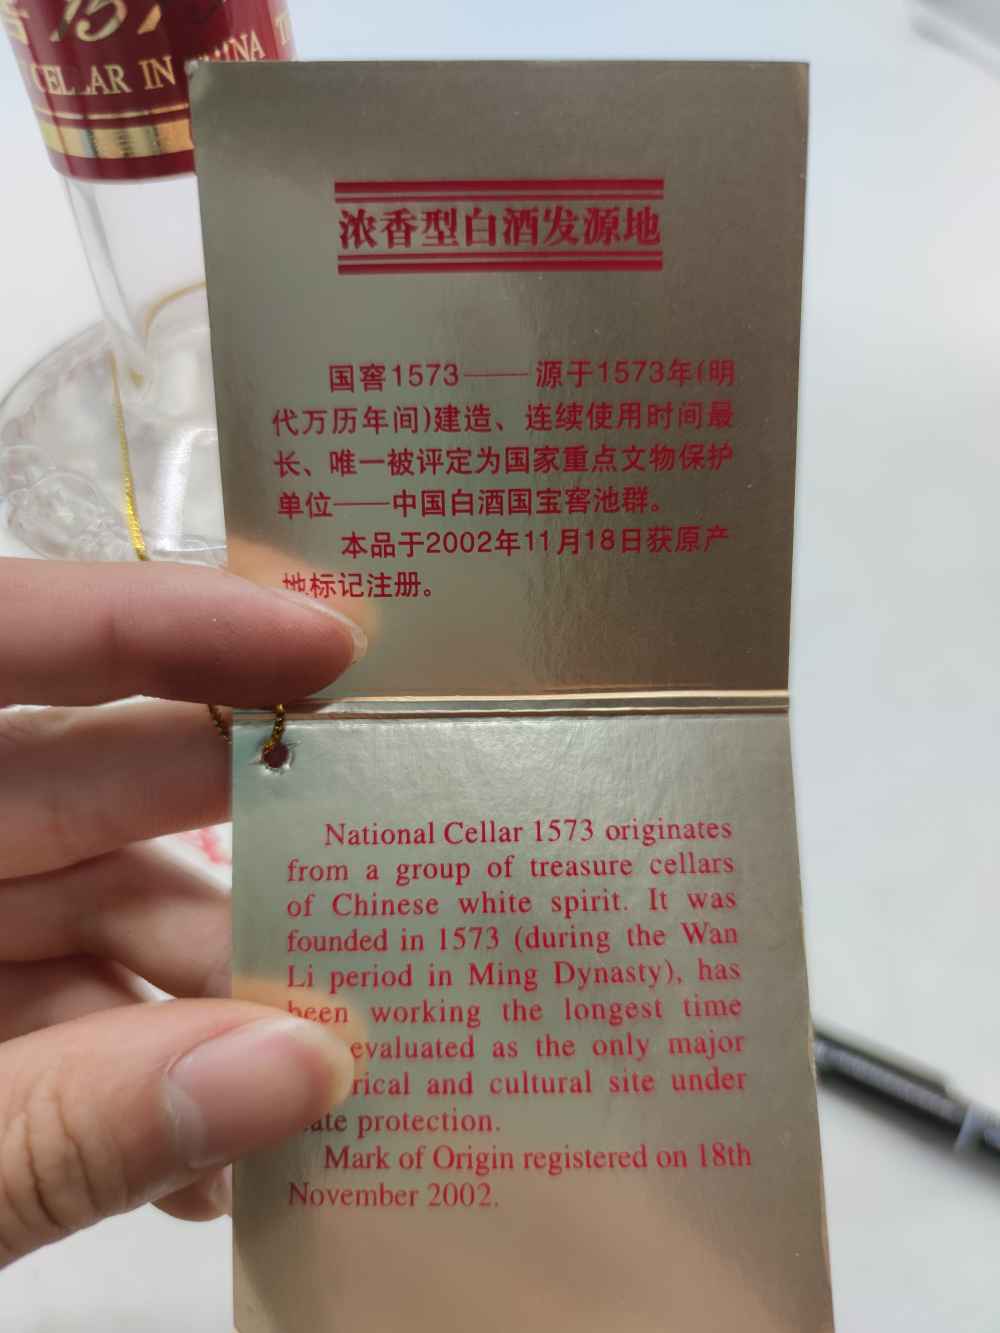 15
CELLAR IN CHINA
浓香型白酒发源地
国窖1573——源于1573年(明
代万历年间)建造、连续使用时间最
长、唯一被评定为国家重点文物保护
单位——中国白酒国宝窖池群。
本品于2002年11月18日获原产
地标记注册。
National Cellar 1573 originates
from a group of treasure cellars
of Chinese white spirit. It was
founded in 1573 (during the Wan
Li period in Ming Dynasty), has
been working the longest time
evaluated as the only major
rical and cultural site under
ate protection.
Mark of Origin registered on 18th
November 2002.